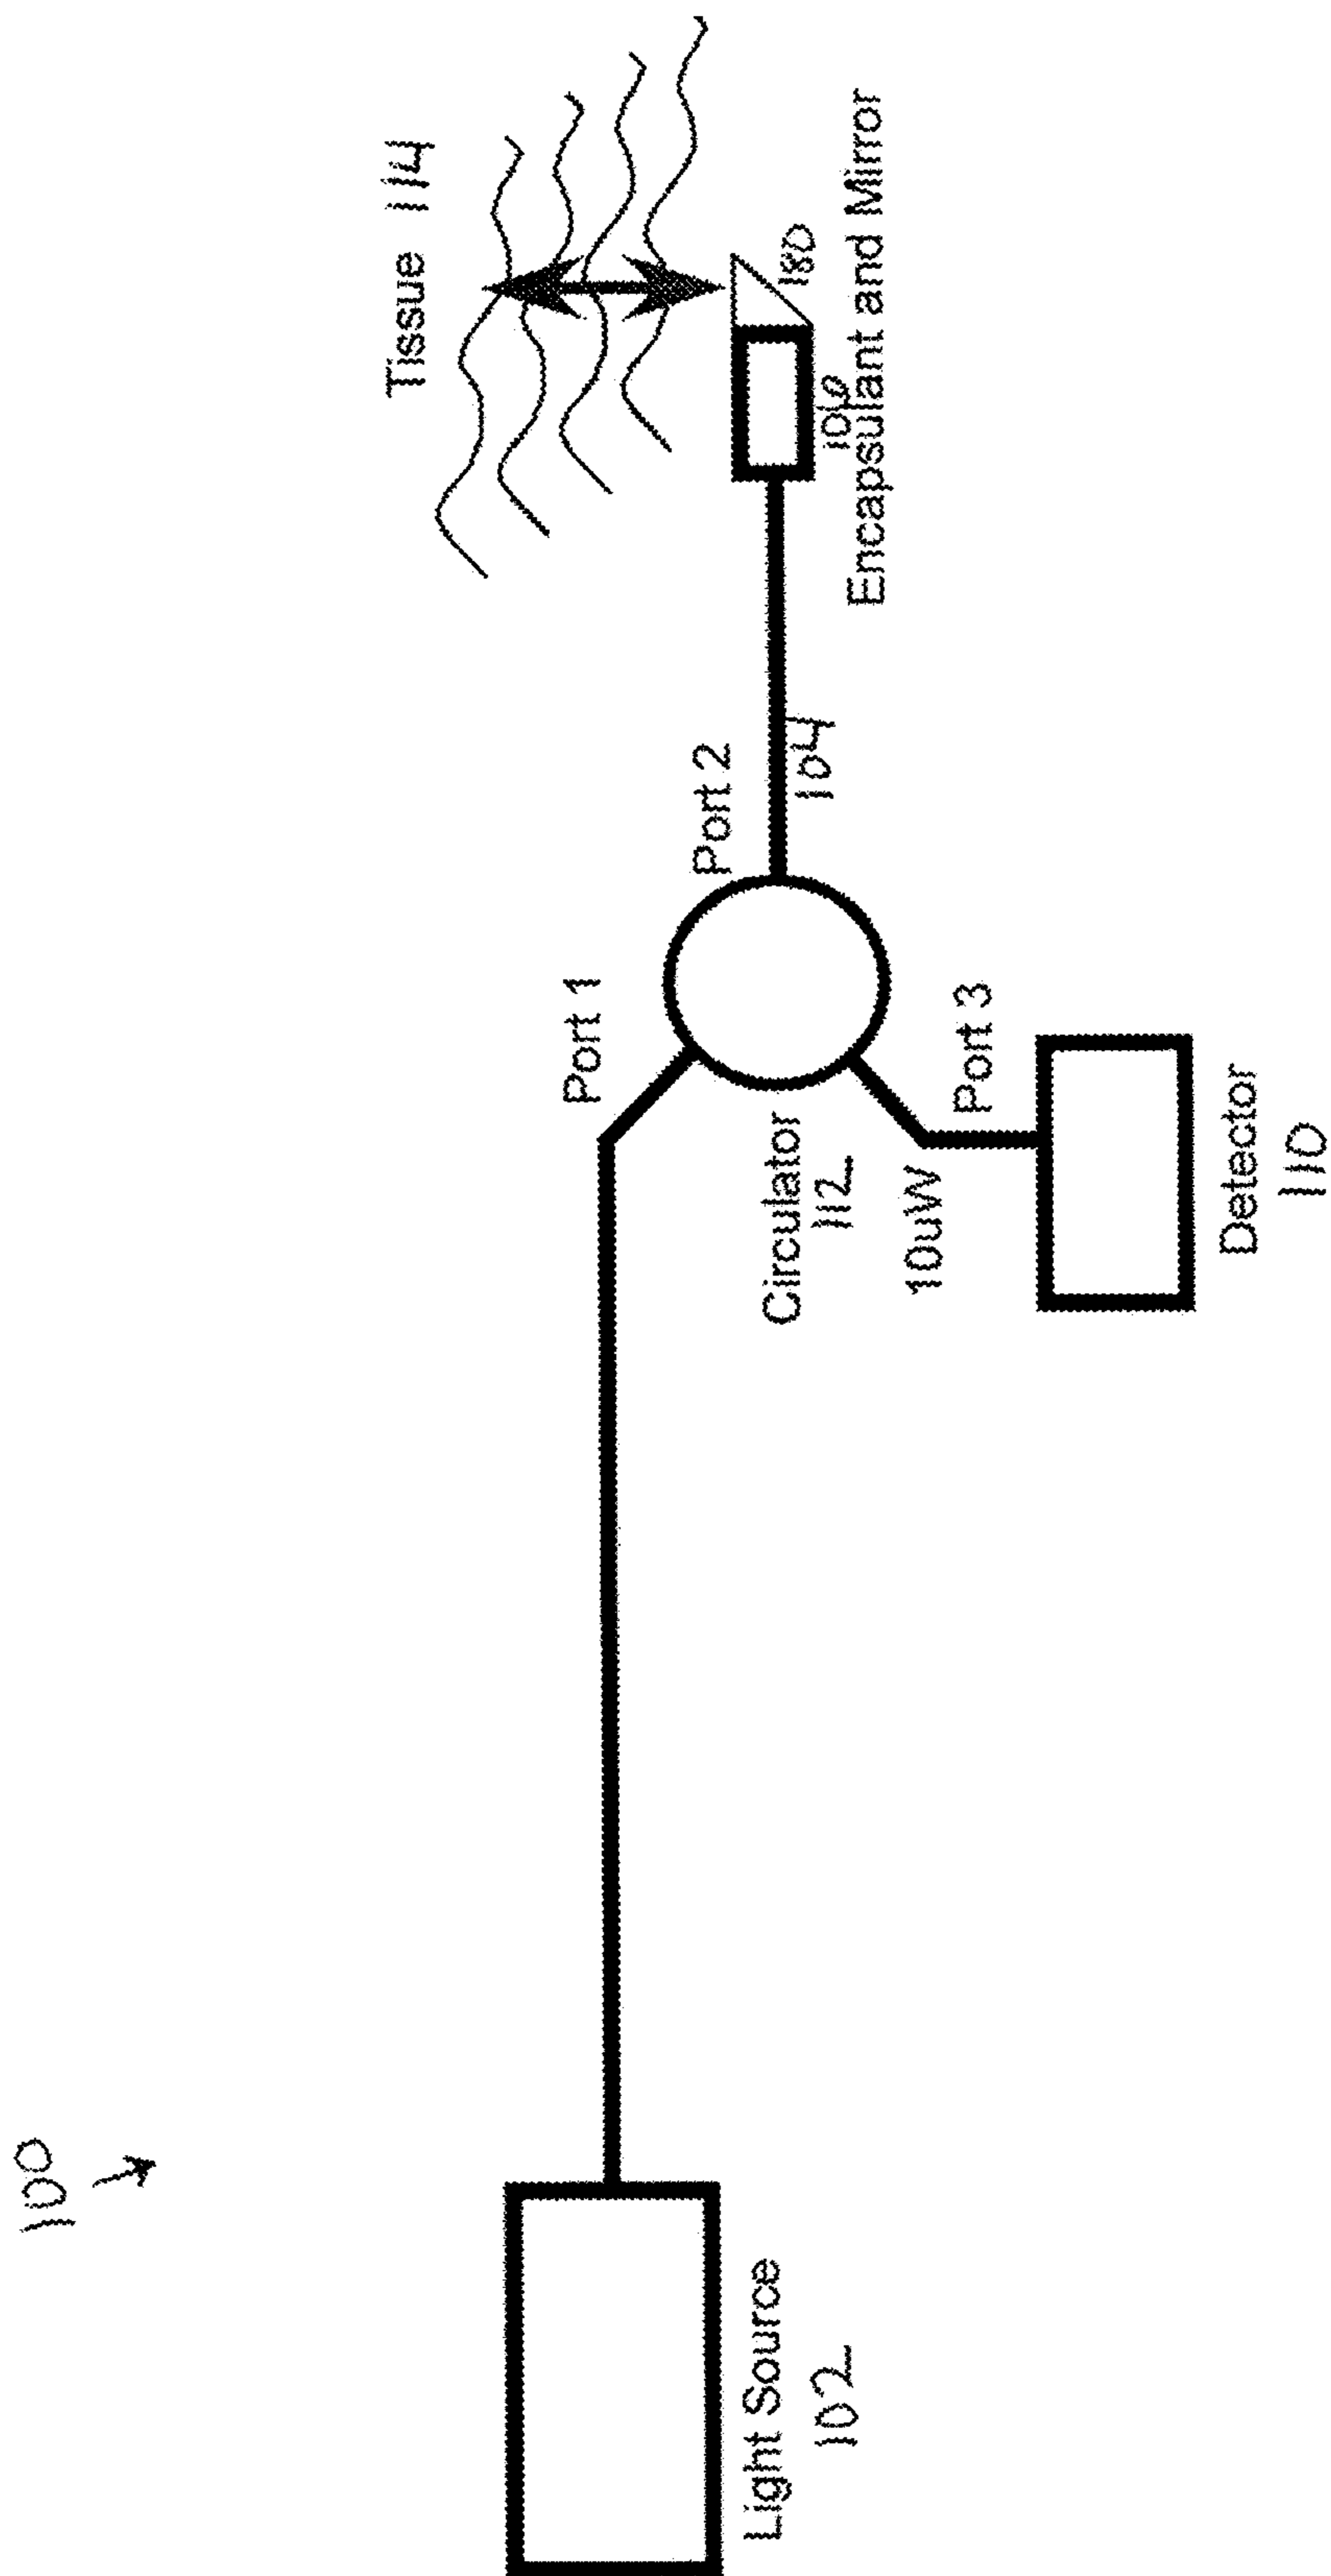 100
Tissue 114
180
106
Encapsulant and Mirror
Port 2
104
Port 1
Port 3
Circulator
112
10uW
Detector
110
Light Source
102